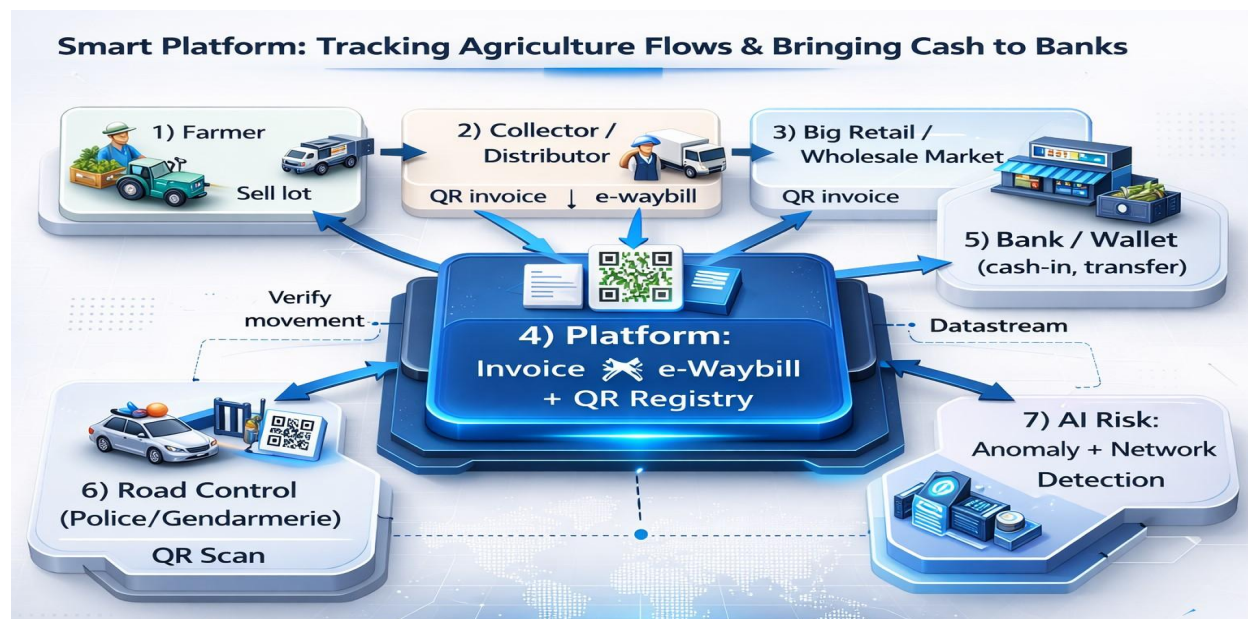 Smart Platform: Tracking Agriculture Flows & Bringing Cash to Banks
1) Farmer
Sell lot
2) Collector /
Distributor
QR invoice ↓ e-waybill
3) Big Retail /
Wholesale Market
QR invoice
5) Bank / Wallet
(cash-in, transfer)
Verify
movement
4) Platform:
Invoice e-Waybill
+ QR Registry
Datastream
6) Road Control
(Police/Gendarmerie)
QR Scan
7) AI Risk:
Anomaly + Network
Detection